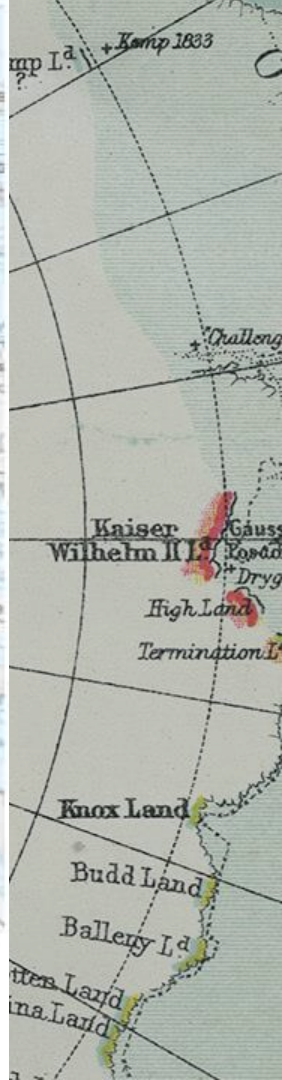 Kemp 1833
mp Lᵈ
?
Challeng
Kaiser
Wilhelm II Lᵈ
Gauss
Dryg
High Land
Termination Lᵈ
Knox Land
Budd Land
Balleny Lᵈ
tten Land
ina Land